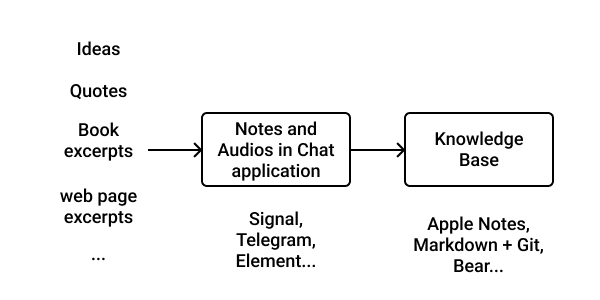 Ideas
Quotes
Book
excerpts
web page
excerpts
...
Notes and
Audios in Chat
application
Signal,
Telegram,
Element...
Knowledge
Base
Apple Notes,
Markdown + Git,
Bear...